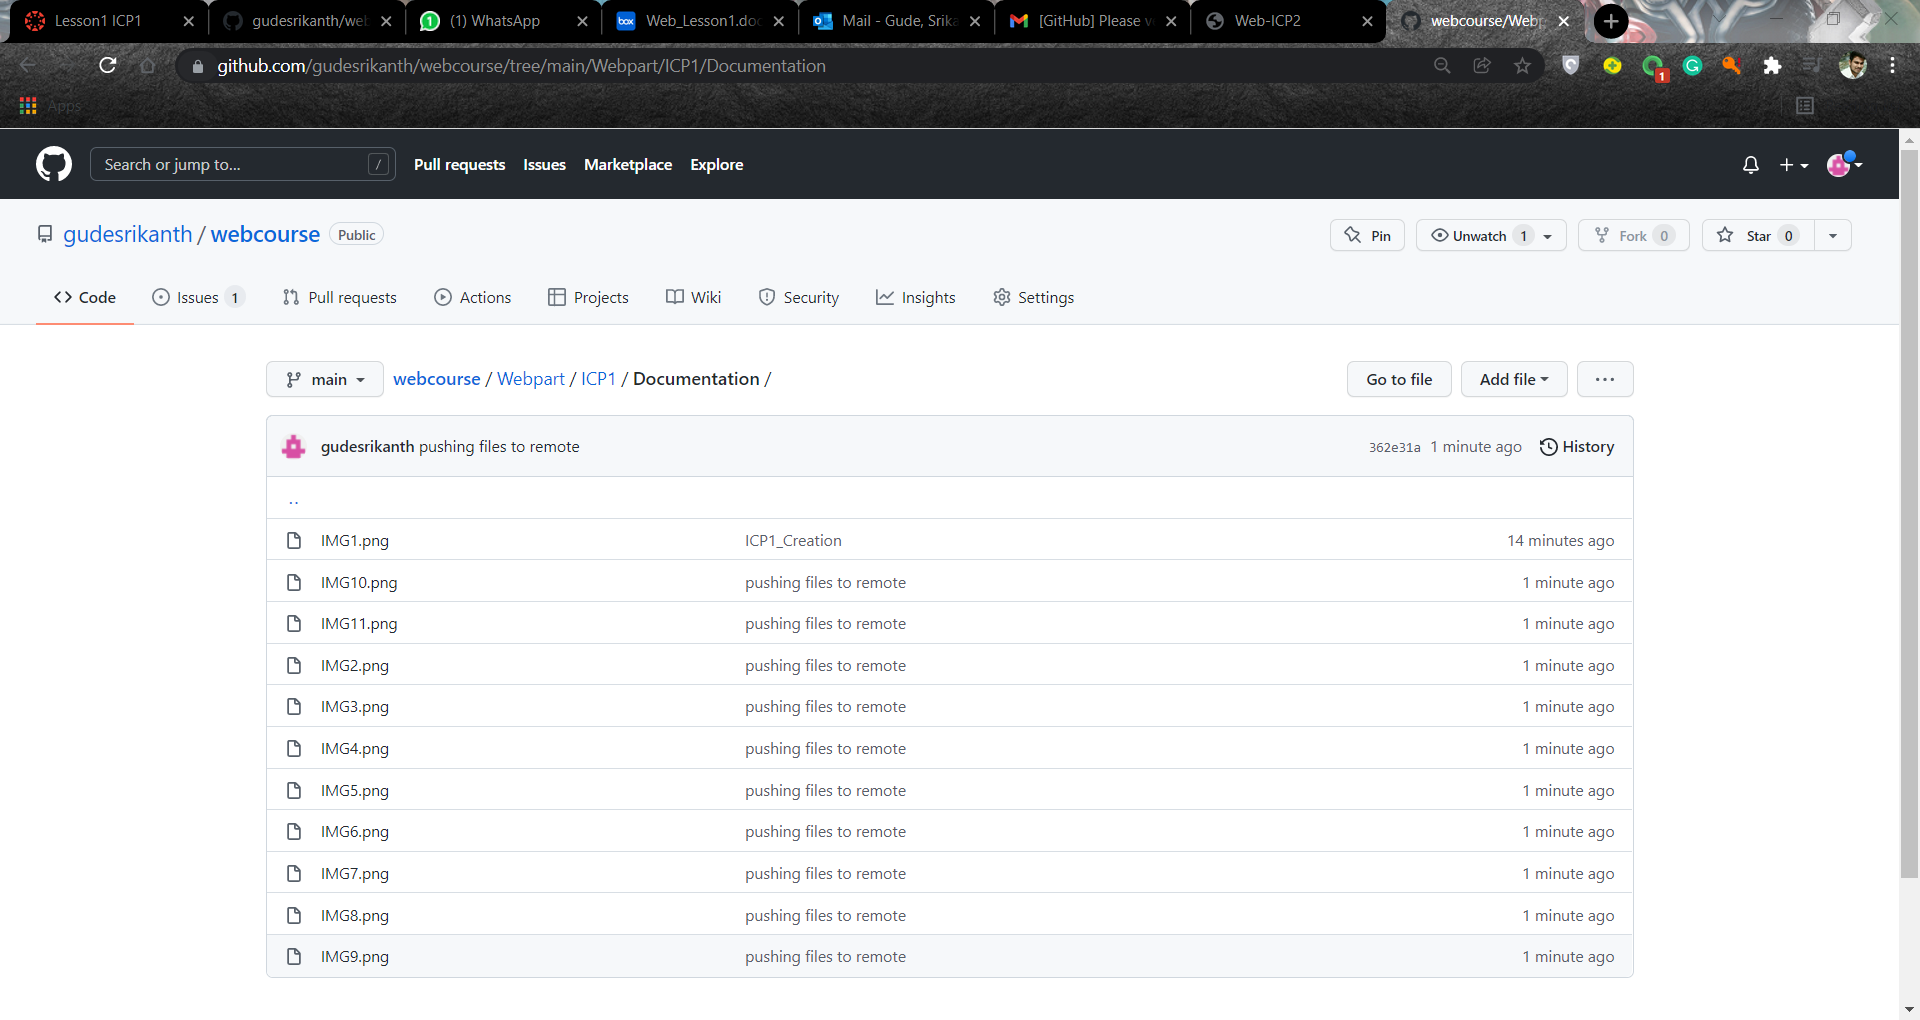 Lesson1 ICP1
gudesrikanth/web
(1) WhatsApp
Web_Lesson1.doc
Mail - Gude, Srika
[GitHub] Please v
Web-ICP2
webcourse/Webp
github.com/gudesrikanth/webcourse/tree/main/Webpart/ICP1/Documentation
1
Apps
Search or jump to... /
Pull requests Issues Marketplace Explore
gudesrikanth / webcourse Public
Pin
Unwatch 1
Fork 0
Star 0
Code
Issues 1
Pull requests
Actions
Projects
Wiki
Security
Insights
Settings
main
webcourse / Webpart / ICP1 / Documentation /
Go to file
Add file
...
gudesrikanth pushing files to remote 362e31a 1 minute ago History
..
IMG1.png ICP1_Creation 14 minutes ago
IMG10.png pushing files to remote 1 minute ago
IMG11.png pushing files to remote 1 minute ago
IMG2.png pushing files to remote 1 minute ago
IMG3.png pushing files to remote 1 minute ago
IMG4.png pushing files to remote 1 minute ago
IMG5.png pushing files to remote 1 minute ago
IMG6.png pushing files to remote 1 minute ago
IMG7.png pushing files to remote 1 minute ago
IMG8.png pushing files to remote 1 minute ago
IMG9.png pushing files to remote 1 minute ago